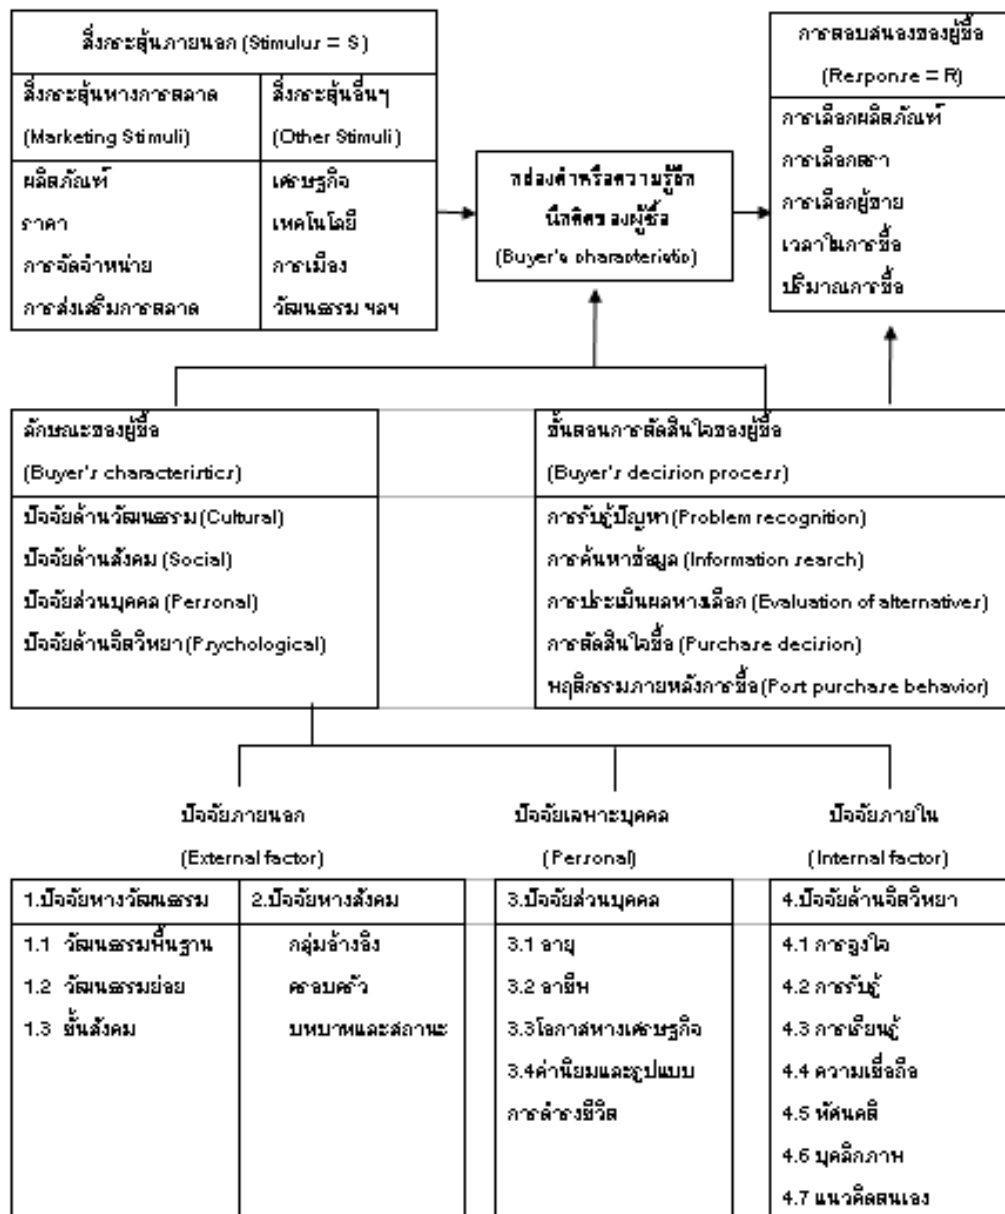 สิ่งกระตุ้นภายนอก (Stimulus = S)
สิ่งกระตุ้นทางการตลาด
(Marketing Stimuli)
สิ่งกระตุ้นอื่นๆ
(Other Stimuli)
ผลิตภัณฑ์
ราคา
การจัดจำหน่าย
การส่งเสริมการตลาด
เศรษฐกิจ
เทคโนโลยี
การเมือง
วัฒนธรรม ฯลฯ
กล่องดำหรือความรู้สึก
นึกคิดของผู้ซื้อ
(Buyer's characteristic)
การตอบสนองของผู้ซื้อ
(Response = R)
การเลือกผลิตภัณฑ์
การเลือกตรา
การเลือกผู้ขาย
เวลาในการซื้อ
ปริมาณการซื้อ
ลักษณะของผู้ซื้อ
(Buyer's characteristics)
ปัจจัยด้านวัฒนธรรม (Cultural)
ปัจจัยด้านสังคม (Social)
ปัจจัยส่วนบุคคล (Personal)
ปัจจัยด้านจิตวิทยา (Psychological)
ขั้นตอนการตัดสินใจของผู้ซื้อ
(Buyer's decision process)
การรับรู้ปัญหา (Problem recognition)
การค้นหาข้อมูล (Information search)
การประเมินผลทางเลือก (Evaluation of alternatives)
การตัดสินใจซื้อ (Purchase decision)
พฤติกรรมภายหลังการซื้อ (Post purchase behavior)
ปัจจัยภายนอก
(External factor)
ปัจจัยเฉพาะบุคคล
(Personal)
ปัจจัยภายใน
(Internal factor)
1.ปัจจัยทางวัฒนธรรม
1.1 วัฒนธรรมพื้นฐาน
1.2 วัฒนธรรมย่อย
1.3 ชั้นสังคม
2.ปัจจัยทางสังคม
กลุ่มอ้างอิง
ครอบครัว
บทบาทและสถานะ
3.ปัจจัยส่วนบุคคล
3.1 อายุ
3.2 อาชีพ
3.3โอกาสทางเศรษฐกิจ
3.4ค่านิยมและรูปแบบ
การดำรงชีวิต
4.ปัจจัยด้านจิตวิทยา
4.1 การจูงใจ
4.2 การรับรู้
4.3 การเรียนรู้
4.4 ความเชื่อถือ
4.5 ทัศนคติ
4.6 บุคลิกภาพ
4.7 แนวคิดตนเอง